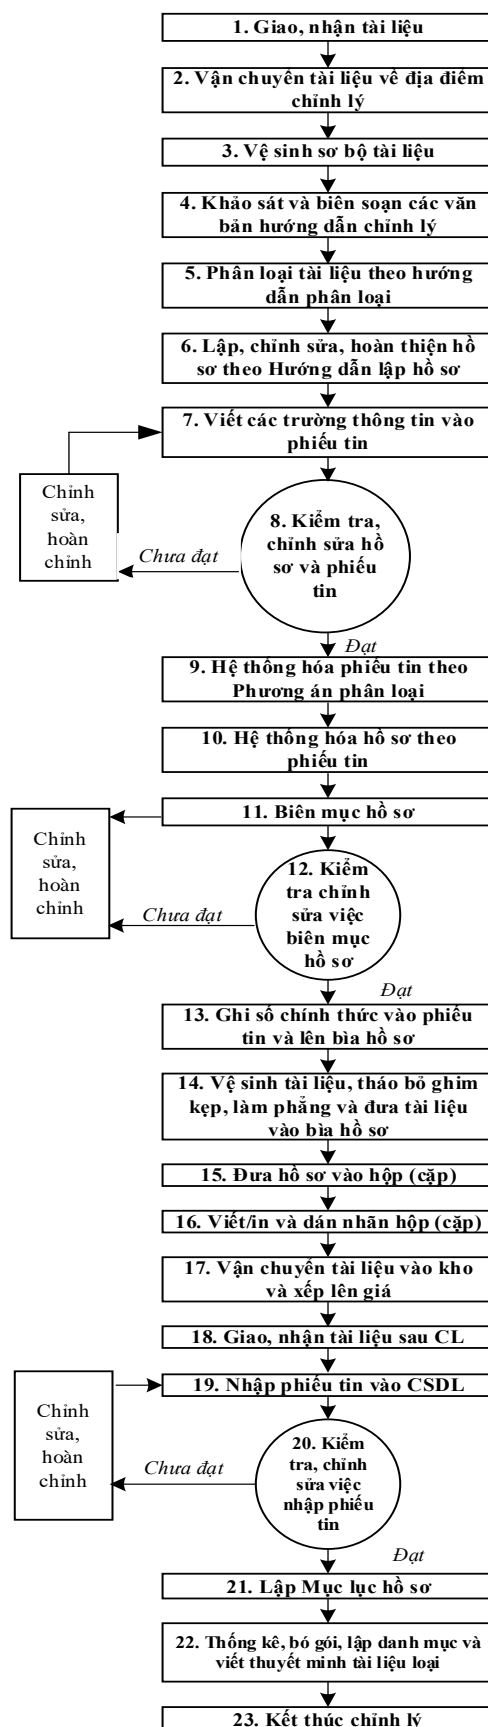 1. Giao, nhận tài liệu
2. Vận chuyển tài liệu về địa điểm
chỉnh lý
3. Vệ sinh sơ bộ tài liệu
4. Khảo sát và biên soạn các văn
bản hướng dẫn chỉnh lý
5. Phân loại tài liệu theo hướng
dẫn phân loại
6. Lập, chỉnh sửa, hoàn thiện hồ
sơ theo Hướng dẫn lập hồ sơ
7. Viết các trường thông tin vào
phiếu tin
Chỉnh
sửa,
hoàn
chỉnh
8. Kiểm tra,
chỉnh sửa hồ
sơ và phiếu
tin
Chưa đạt
Đạt
9. Hệ thống hóa phiếu tin theo
Phương án phân loại
10. Hệ thống hóa hồ sơ theo
phiếu tin
11. Biên mục hồ sơ
Chỉnh
sửa,
hoàn
chỉnh
12. Kiểm
tra chỉnh
sửa việc
biên mục
hồ sơ
Chưa đạt
Đạt
13. Ghi số chính thức vào phiếu
tin và lên bìa hồ sơ
14. Vệ sinh tài liệu, tháo bỏ ghim
kẹp, làm phẳng và đưa tài liệu
vào bìa hồ sơ
15. Đưa hồ sơ vào hộp (cặp)
16. Viết/in và dán nhãn hộp (cặp)
17. Vận chuyển tài liệu vào kho
và xếp lên giá
18. Giao, nhận tài liệu sau CL
19. Nhập phiếu tin vào CSDL
Chỉnh
sửa,
hoàn
chỉnh
20. Kiểm
tra, chỉnh
sửa việc
nhập phiếu
tin
Chưa đạt
Đạt
21. Lập Mục lục hồ sơ
22. Thống kê, bó gói, lập danh mục và
viết thuyết minh tài liệu loại
23. Kết thúc chỉnh lý